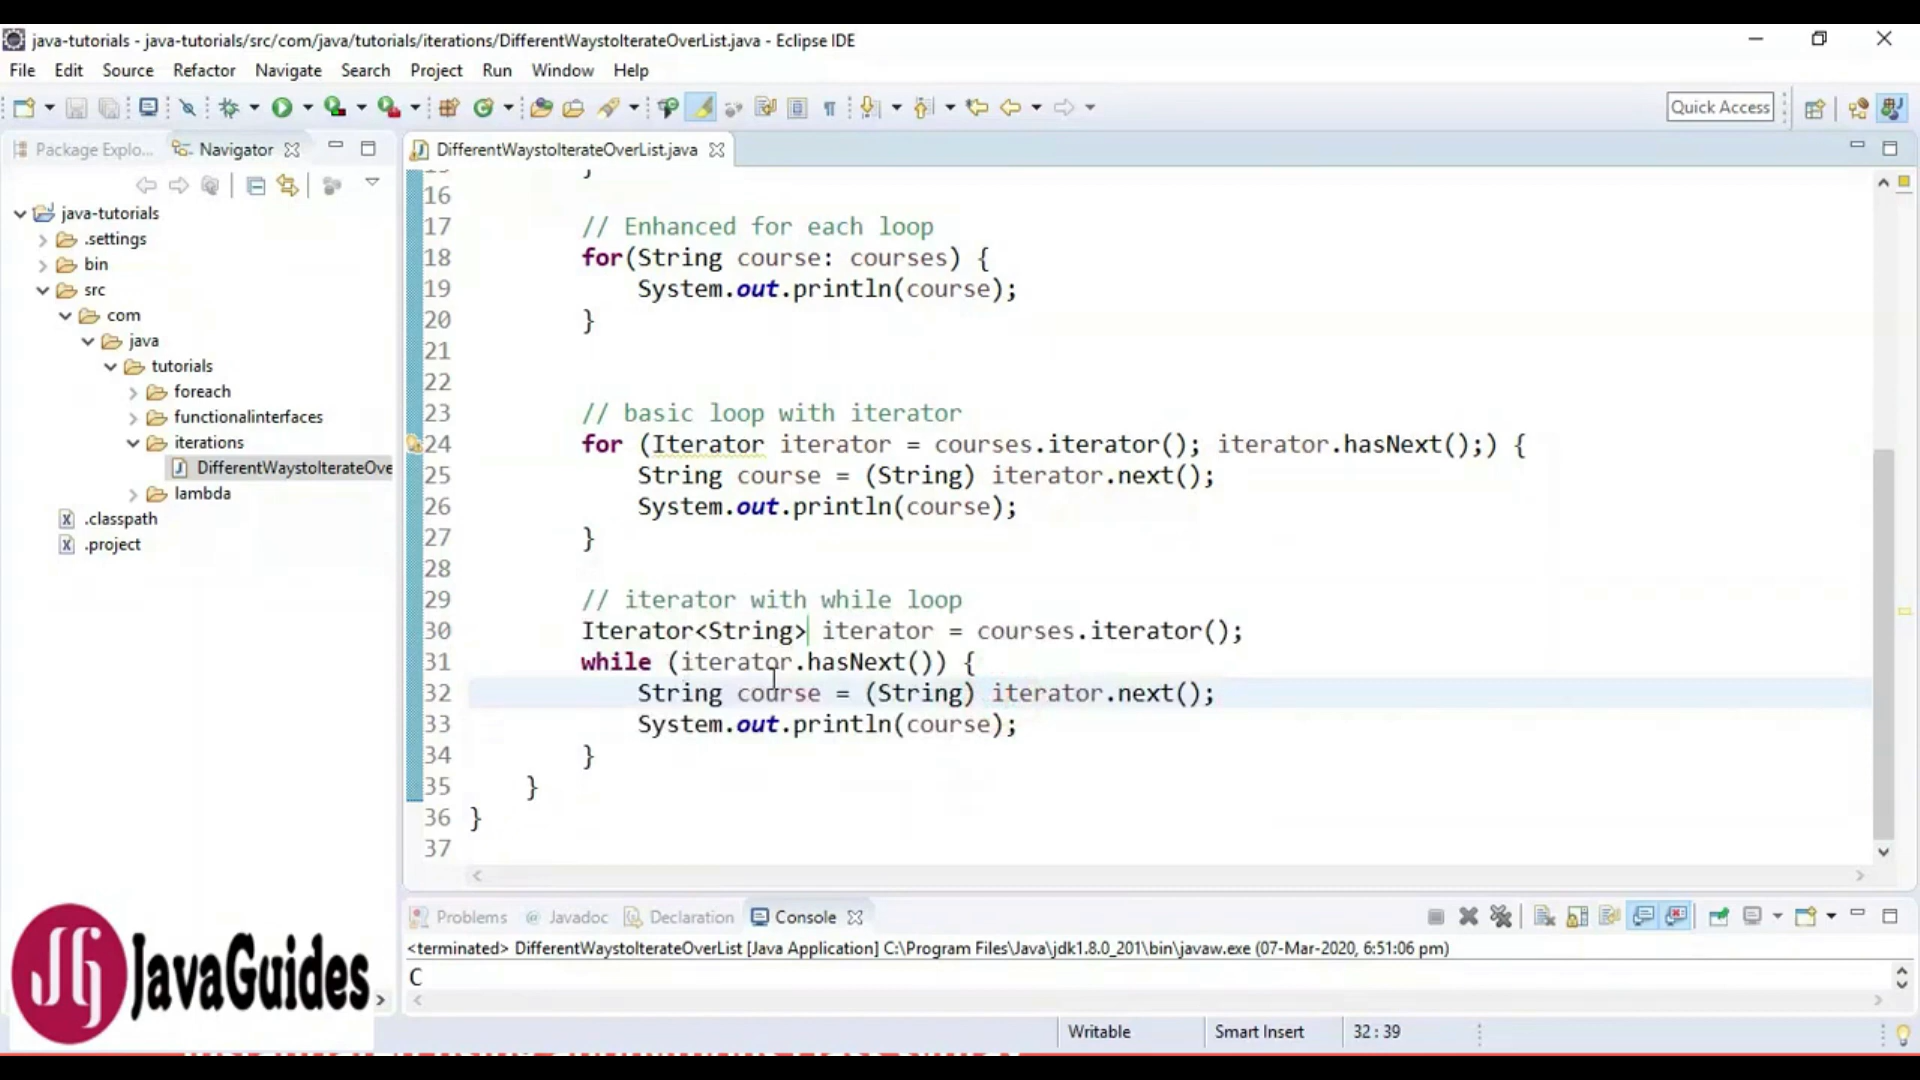 java-tutorials - java-tutorials/src/com/java/tutorials/iterations/DifferentWaystoIterateOverList.java - Eclipse IDE
File Edit Source Refactor Navigate Search Project Run Window Help
Quick Access
Package Explo... Navigator
DifferentWaystoIterateOverList.java
java-tutorials
.settings
bin
src
com
java
tutorials
foreach
functionalinterfaces
iterations
DifferentWaystoIterateOve
lambda
.classpath
.project
15 }
16
17 // Enhanced for each loop
18 for(String course: courses) {
19 System.out.println(course);
20 }
21
22
23 // basic loop with iterator
24 for (Iterator iterator = courses.iterator(); iterator.hasNext();) {
25 String course = (String) iterator.next();
26 System.out.println(course);
27 }
28
29 // iterator with while loop
30 Iterator<String> iterator = courses.iterator();
31 while (iterator.hasNext()) {
32 String course = (String) iterator.next();
33 System.out.println(course);
34 }
35 }
36 }
37
Problems @ Javadoc Declaration Console
<terminated> DifferentWaystoIterateOverList [Java Application] C:\Program Files\Java\jdk1.8.0_201\bin\javaw.exe (07-Mar-2020, 6:51:06 pm)
C
JG JavaGuides
Writable Smart Insert 32 : 39